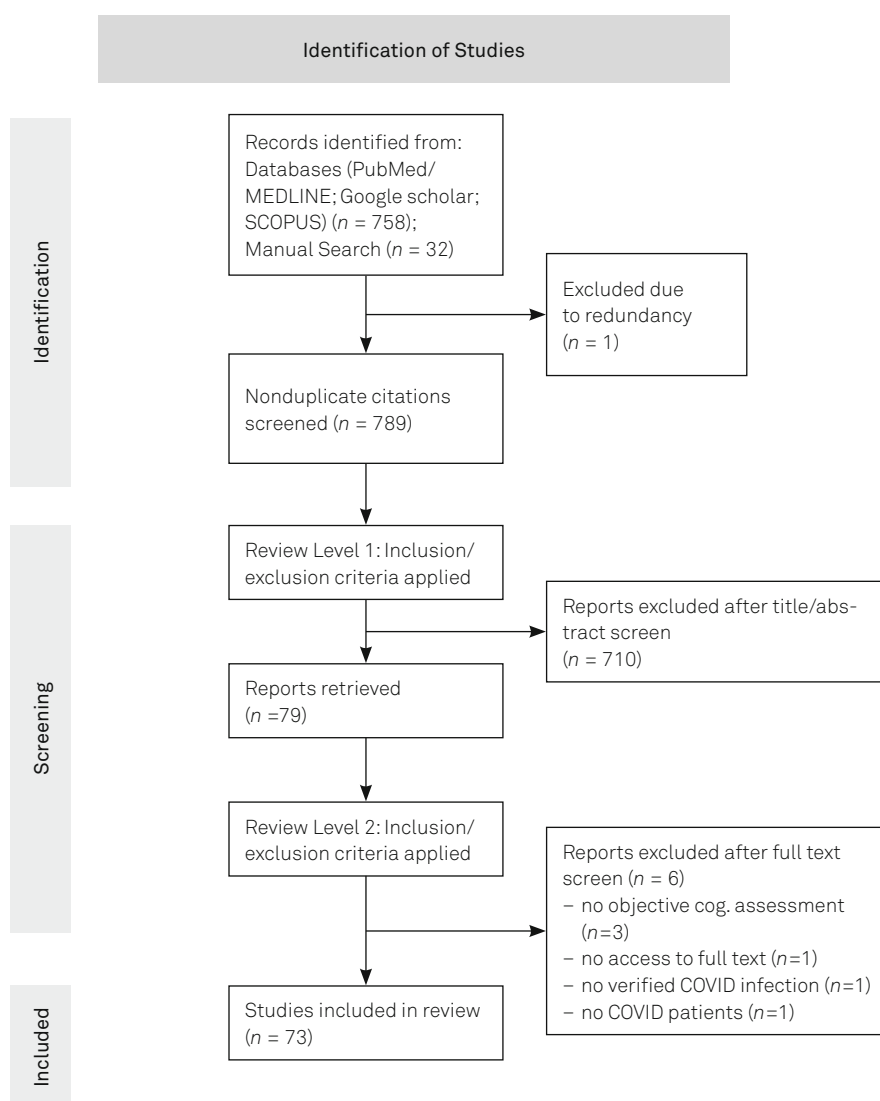 Identification of Studies
Identification
Records identified from:
Databases (PubMed/
MEDLINE; Google scholar;
SCOPUS) (n = 758);
Manual Search (n = 32)
Excluded due
to redundancy
(n = 1)
Nonduplicate citations
screened (n = 789)
Screening
Review Level 1: Inclusion/
exclusion criteria applied
Reports excluded after title/abs-
tract screen
(n = 710)
Reports retrieved
(n =79)
Review Level 2: Inclusion/
exclusion criteria applied
Reports excluded after full text
screen (n = 6)
– no objective cog. assessment
(n=3)
– no access to full text (n=1)
– no verified COVID infection (n=1)
– no COVID patients (n=1)
Included
Studies included in review
(n = 73)